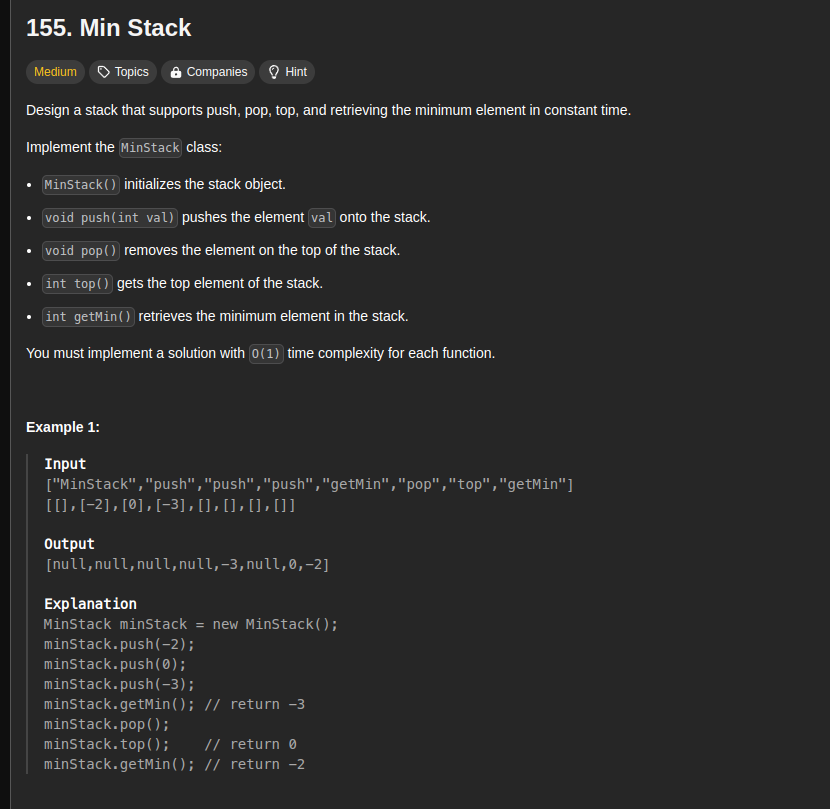 155. Min Stack
Medium Topics Companies Hint
Design a stack that supports push, pop, top, and retrieving the minimum element in constant time.
Implement the MinStack class:
• MinStack() initializes the stack object.
• void push(int val) pushes the element val onto the stack.
• void pop() removes the element on the top of the stack.
• int top() gets the top element of the stack.
• int getMin() retrieves the minimum element in the stack.
You must implement a solution with O(1) time complexity for each function.
Example 1:
Input
["MinStack","push","push","push","getMin","pop","top","getMin"]
[[],[-2],[0],[-3],[],[],[],[]]
Output
[null,null,null,null,-3,null,0,-2]
Explanation
MinStack minStack = new MinStack();
minStack.push(-2);
minStack.push(0);
minStack.push(-3);
minStack.getMin(); // return -3
minStack.pop();
minStack.top();    // return 0
minStack.getMin(); // return -2